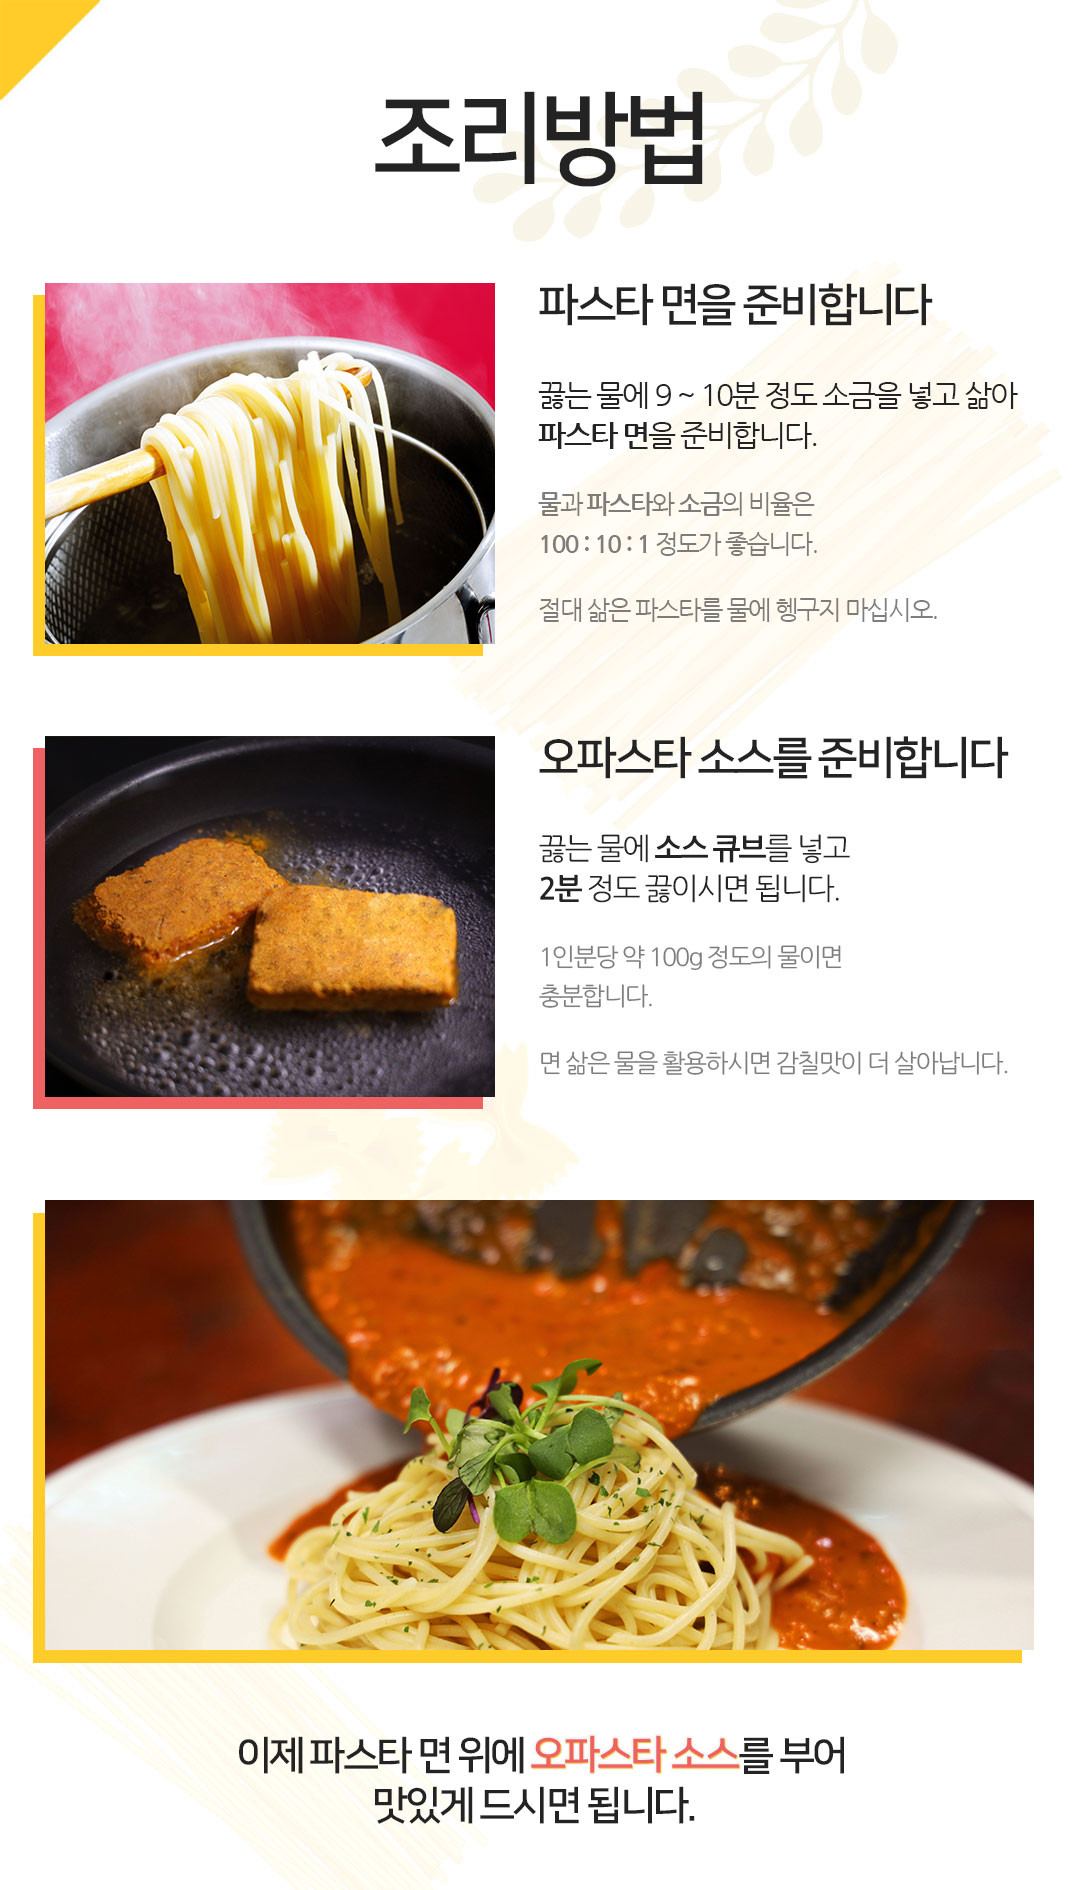 조리방법
파스타 면을 준비합니다
끓는 물에 9 ~ 10분 정도 소금을 넣고 삶아
파스타 면을 준비합니다.
물과 파스타와 소금의 비율은
100 : 10 : 1 정도가 좋습니다.
절대 삶은 파스타를 물에 헹구지 마십시오.
오파스타 소스를 준비합니다
끓는 물에 소스 큐브를 넣고
2분 정도 끓이시면 됩니다.
1인분당 약 100g 정도의 물이면
충분합니다.
면 삶은 물을 활용하시면 감칠맛이 더 살아납니다.
이제 파스타 면 위에 오파스타 소스를 부어
맛있게 드시면 됩니다.